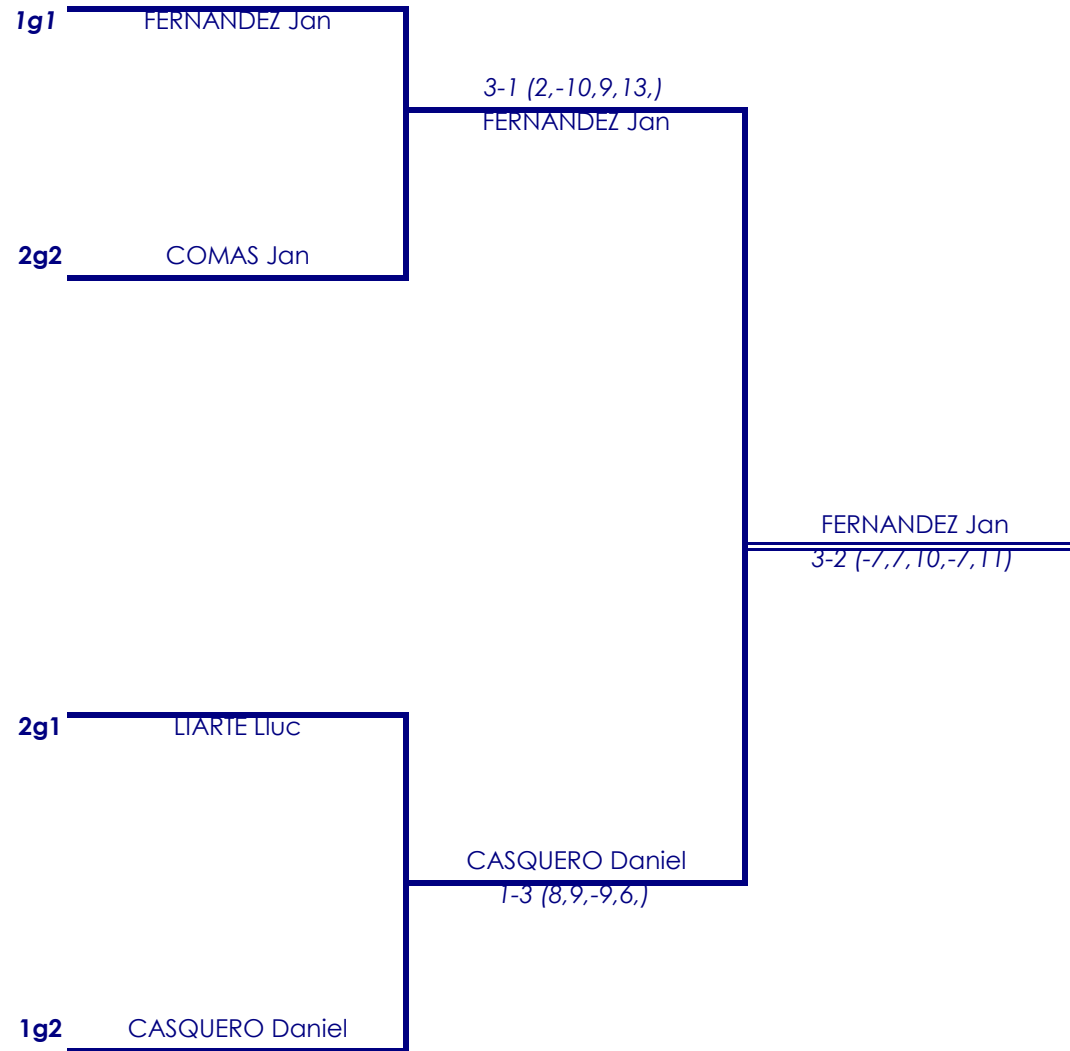 1g1 FERNANDEZ Jan
3-1 (2,-10,9,13,)
FERNANDEZ Jan
2g2 COMAS Jan
FERNANDEZ Jan
3-2 (-7,7,10,-7,11)
2g1 LIARTE Lluc
CASQUERO Daniel
1-3 (8,9,-9,6,)
1g2 CASQUERO Daniel